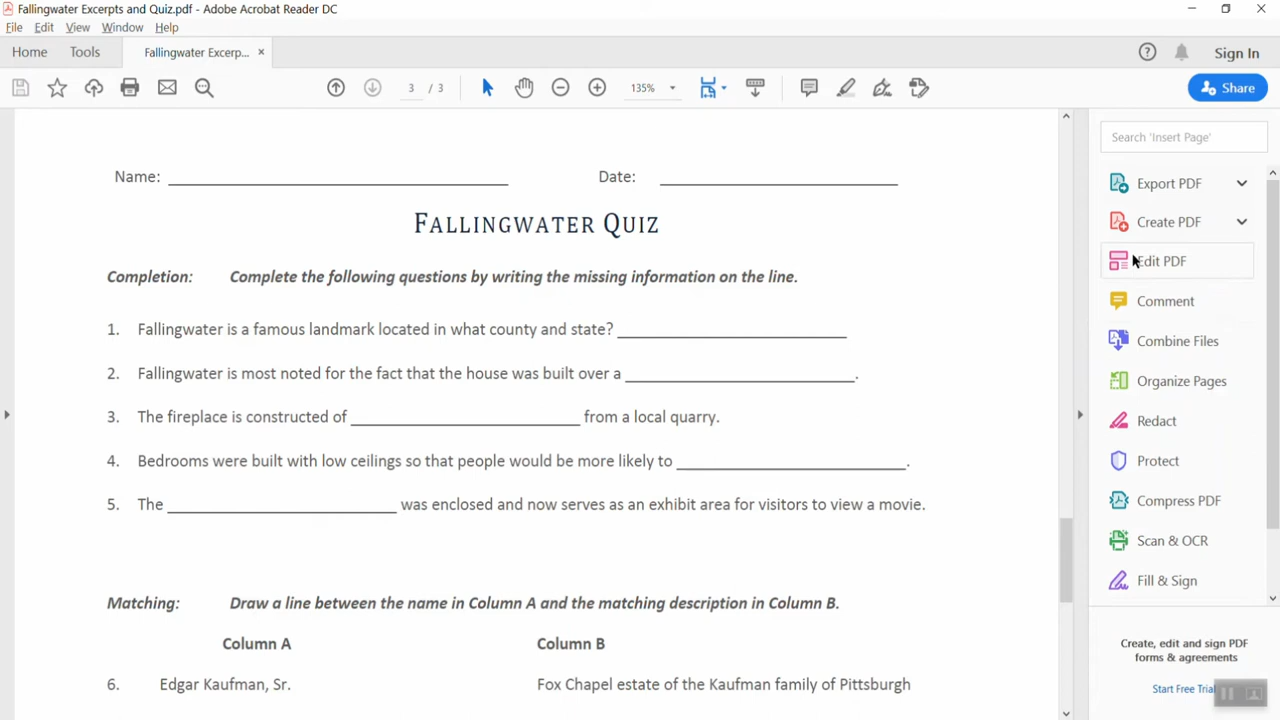 Fallingwater Excerpts and Quiz.pdf - Adobe Acrobat Reader DC
File Edit View Window Help
Home Tools Fallingwater Excerp... ×
Sign In
3 / 3 135% Share
Name: Date:
FALLINGWATER QUIZ
Completion: Complete the following questions by writing the missing information on the line.
1. Fallingwater is a famous landmark located in what county and state? ______________________
2. Fallingwater is most noted for the fact that the house was built over a ______________________.
3. The fireplace is constructed of ______________________ from a local quarry.
4. Bedrooms were built with low ceilings so that people would be more likely to ______________________.
5. The ______________________ was enclosed and now serves as an exhibit area for visitors to view a movie.
Matching: Draw a line between the name in Column A and the matching description in Column B.
Column A Column B
6. Edgar Kaufman, Sr. Fox Chapel estate of the Kaufman family of Pittsburgh
Search 'Insert Page'
Export PDF
Create PDF
Edit PDF
Comment
Combine Files
Organize Pages
Redact
Protect
Compress PDF
Scan & OCR
Fill & Sign
Create, edit and sign PDF
forms & agreements
Start Free Trial